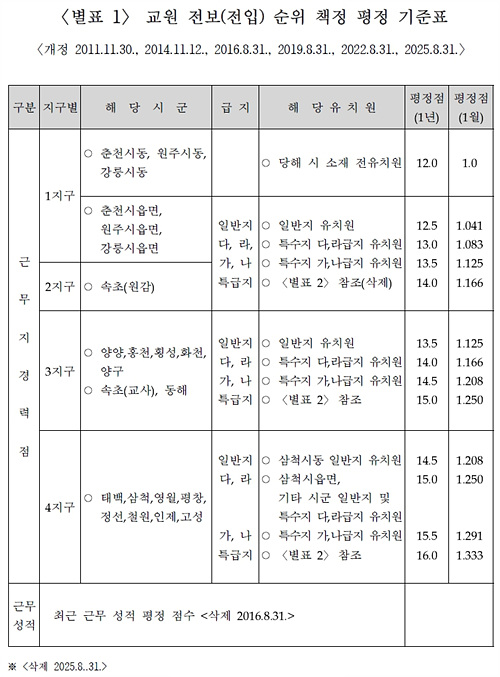 〈별표 1〉 교원 전보(전입) 순위 책정 평정 기준표
〈개정 2011.11.30., 2014.11.12., 2016.8.31., 2019.8.31., 2022.8.31., 2025.8.31.〉
구분 지구별 해 당 시 군 급 지 해 당 유 치 원 평정점 (1년) 평정점 (1월)
근 무 지 경 력 점
1지구
○ 춘천시동, 원주시동,
강릉시동
○ 당해 시 소재 전유치원 12.0 1.0
○ 춘천시읍면,
원주시읍면,
강릉시읍면
일반지 ○ 일반지 유치원 12.5 1.041
다, 라, ○ 특수지 다,라급지 유치원 13.0 1.083
가, 나 ○ 특수지 가,나급지 유치원 13.5 1.125
2지구 ○ 속초(원감)
특급지 ○ 〈별표 2〉 참조(삭제) 14.0 1.166
3지구
○ 양양,홍천,횡성,화천,
양구
○ 속초(교사), 동해
일반지 ○ 일반지 유치원 13.5 1.125
다, 라 ○ 특수지 다,라급지 유치원 14.0 1.166
가, 나 ○ 특수지 가,나급지 유치원 14.5 1.208
특급지 ○ 〈별표 2〉 참조 15.0 1.250
4지구
○ 태백,삼척,영월,평창,
정선,철원,인제,고성
일반지 ○ 삼척시동 일반지 유치원 14.5 1.208
다, 라 ○ 삼척시읍면, 15.0 1.250
기타 시군 일반지 및
특수지 다,라급지 유치원
가, 나 ○ 특수지 가,나급지 유치원 15.5 1.291
특급지 ○ 〈별표 2〉 참조 16.0 1.333
근무
성적
최근 근무 성적 평정 점수 <삭제 2016.8.31.>
※ <삭제 2025.8..31.>